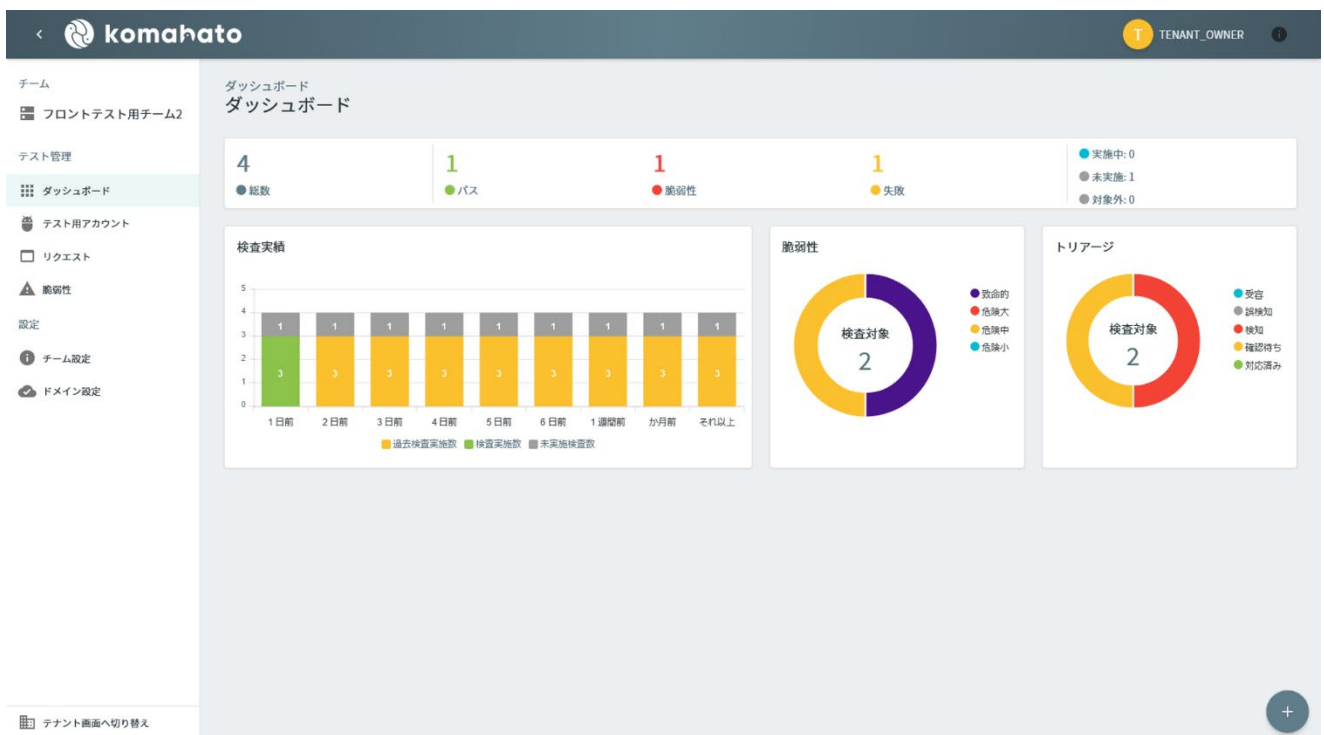 komabato
T TENANT_OWNER
チーム
フロントテスト用チーム2
テスト管理
ダッシュボード
テスト用アカウント
リクエスト
脆弱性
設定
チーム設定
ドメイン設定
テナント画面へ切り替え
ダッシュボード
ダッシュボード
4
総数
1
パス
1
脆弱性
1
失敗
実施中: 0
未実施: 1
対象外: 0
検査実績
5
4
3
2
1
0
1 1 1 1 1 1 1 1 1
3 3 3 3 3 3 3 3 3
1 日前 2 日前 3 日前 4 日前 5 日前 6 日前 1 週間前 か月前 それ以上
過去検査実施数 検査実施数 未実施検査数
脆弱性
検査対象
2
致命的
危険大
危険中
危険小
トリアージ
検査対象
2
受容
誤検知
検知
確認待ち
対応済み
+